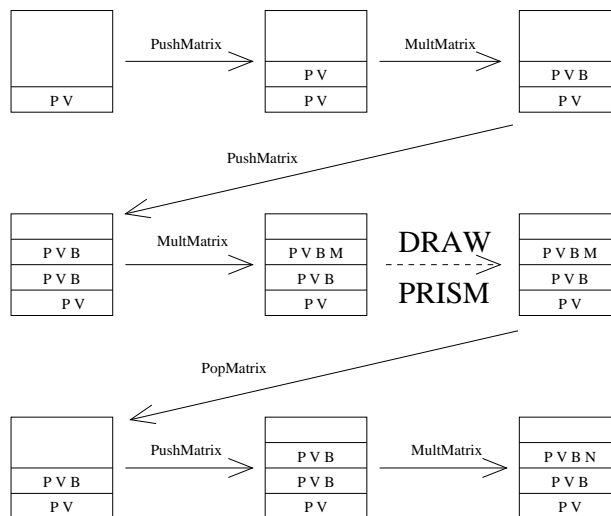 PushMatrix
MultMatrix
P V
P V B
P V
P V
P V
PushMatrix
P V B
MultMatrix
P V B M
DRAW
P V B M
P V B
P V B
P V B
P V
P V
PRISM
P V
PopMatrix
PushMatrix
P V B
MultMatrix
P V B N
P V B
P V B
P V B
P V
P V
P V